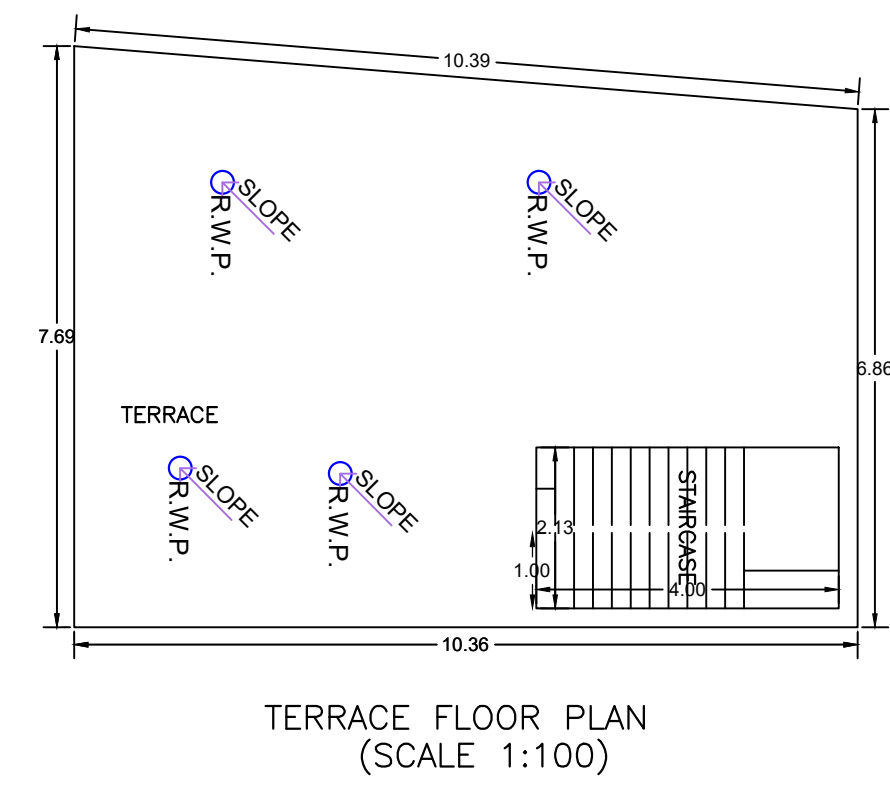 10.39
SLOPE
R.W.P.
SLOPE
R.W.P.
7.69
6.86
TERRACE
SLOPE
R.W.P.
SLOPE
R.W.P.
STAIRCASE
2.13
1.00
4.00
10.36
TERRACE FLOOR PLAN
(SCALE 1:100)